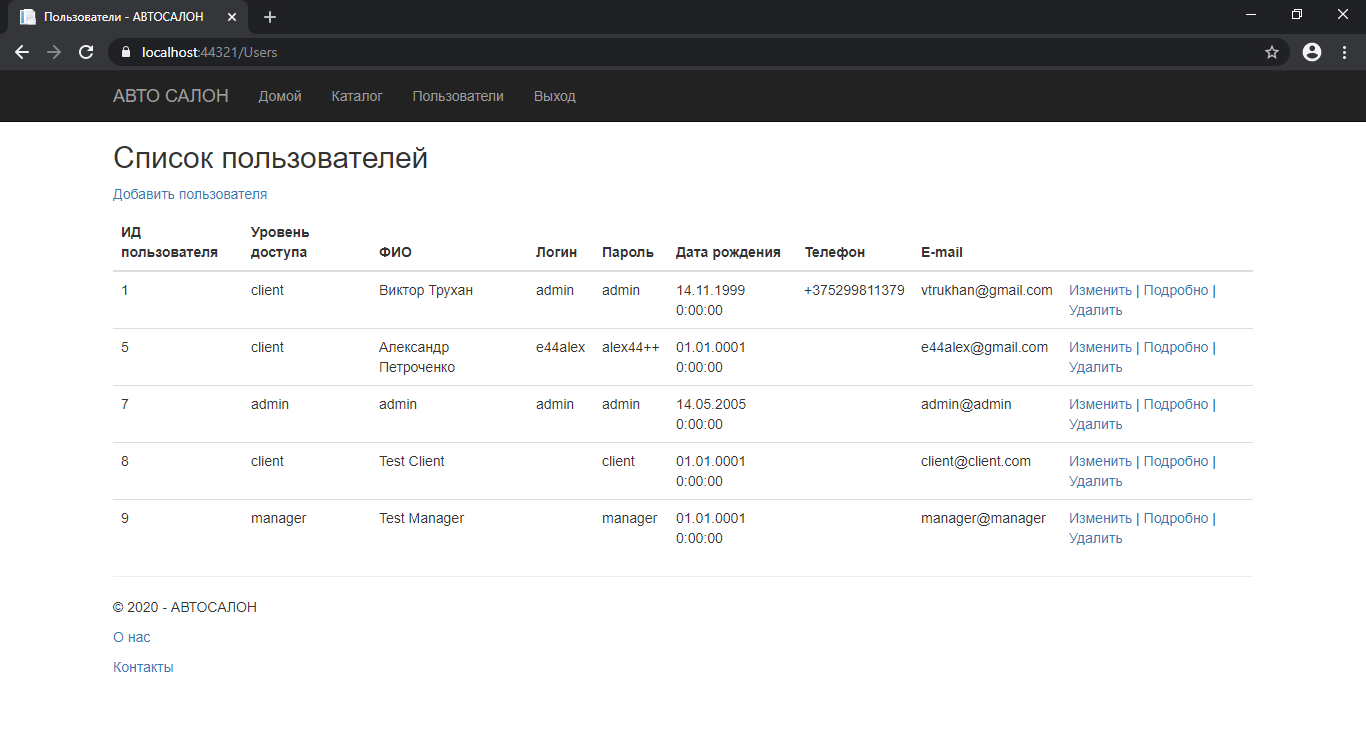 Пользователи - АВТОСАЛОН
localhost:44321/Users
АВТО САЛОН Домой Каталог Пользователи Выход
Список пользователей
Добавить пользователя
ИД пользователя Уровень доступа ФИО Логин Пароль Дата рождения Телефон E-mail
1 client Виктор Трухан admin admin 14.11.1999 0:00:00 +375299811379 vtrukhan@gmail.com Изменить | Подробно | Удалить
5 client Александр Петроченко e44alex alex44++ 01.01.0001 0:00:00 e44alex@gmail.com Изменить | Подробно | Удалить
7 admin admin admin admin 14.05.2005 0:00:00 admin@admin Изменить | Подробно | Удалить
8 client Test Client client 01.01.0001 0:00:00 client@client.com Изменить | Подробно | Удалить
9 manager Test Manager manager 01.01.0001 0:00:00 manager@manager Изменить | Подробно | Удалить
© 2020 - АВТОСАЛОН
О нас
Контакты